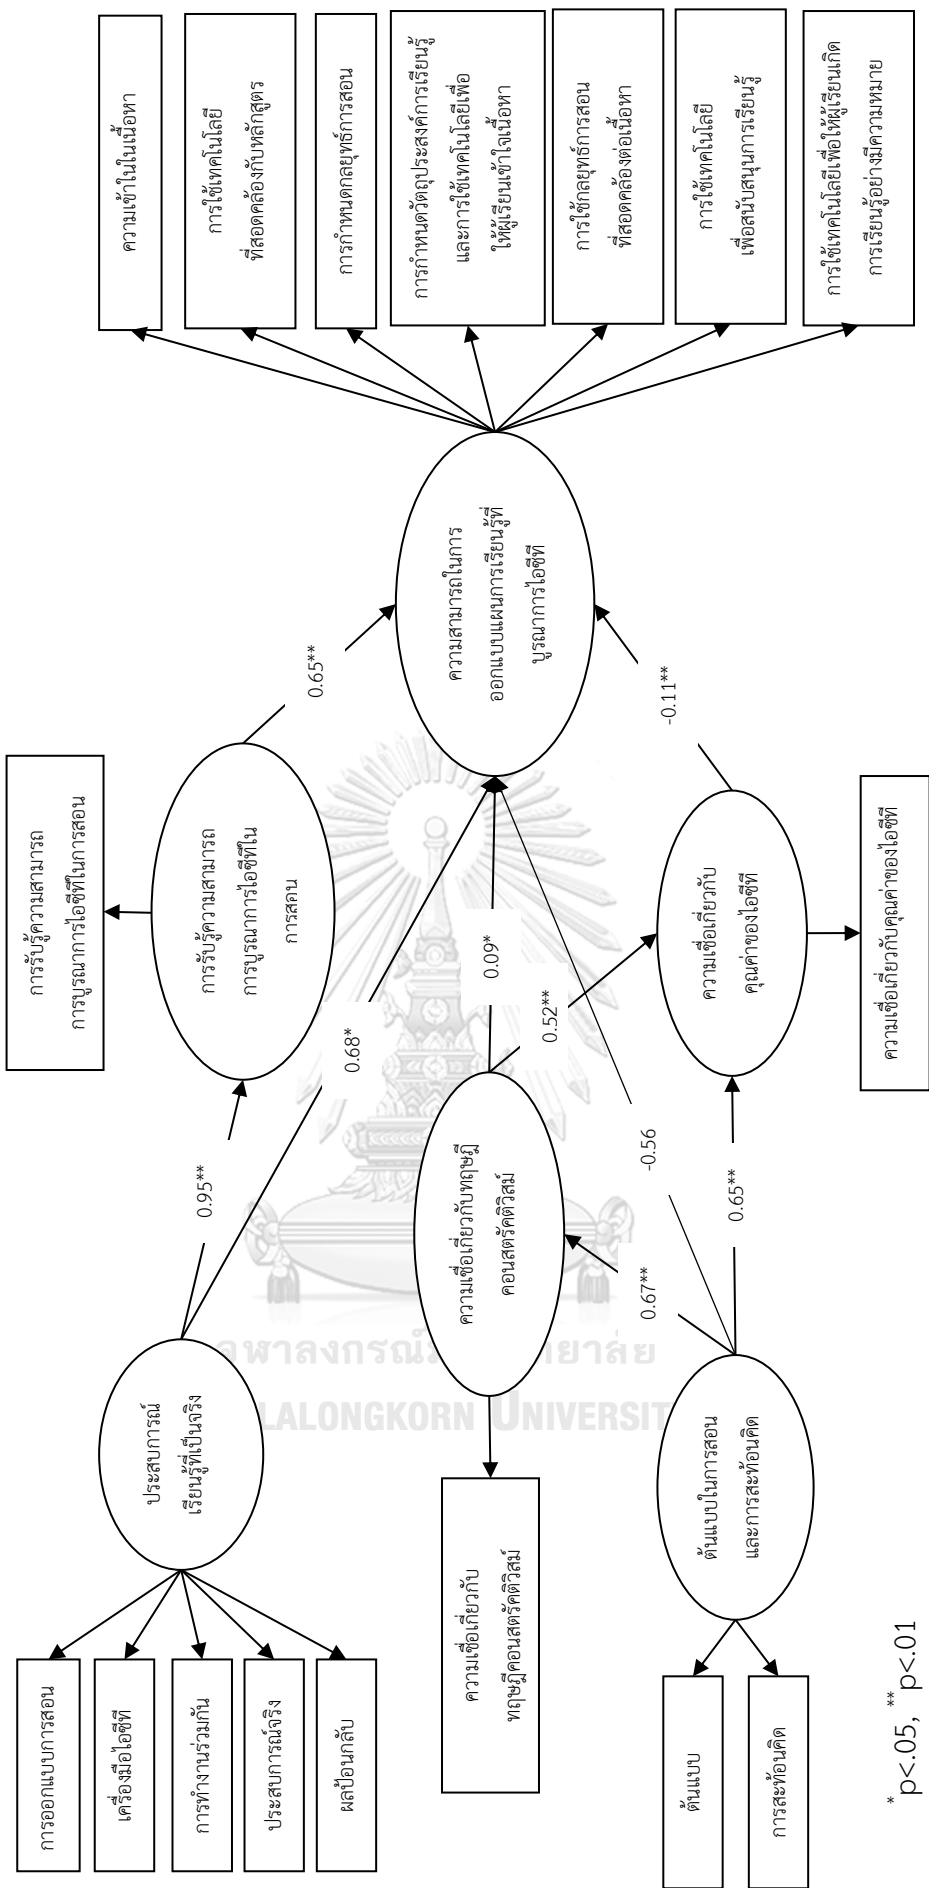 การออกแบบการสอน
เครื่องมือไอซีที
การทำงานร่วมกัน
ประสบการณ์จริง
ผลป้อนกลับ
ประสบการณ์
เรียนรู้ที่เป็นจริง
0.95**
0.68*
การรับรู้ความสามารถ
การบูรณาการไอซีทีในการสอน
การรับรู้ความสามารถ
การบูรณาการไอซีทีใน
การสอน
0.65**
ความเชื่อเกี่ยวกับ
ทฤษฎีคอนสตรัคติวิสม์
ความเชื่อเกี่ยวกับทฤษฎี
คอนสตรัคติวิสม์
0.09*
0.52**
ต้นแบบ
การสะท้อนคิด
ต้นแบบในการสอน
และการสะท้อนคิด
0.67**
-0.56
0.65**
ความเชื่อเกี่ยวกับ
คุณค่าของไอซีที
ความเชื่อเกี่ยวกับคุณค่าของไอซีที
-0.11**
ความสามารถในการ
ออกแบบแผนการเรียนรู้ที่
บูรณาการไอซีที
ความเข้าในในเนื้อหา
การใช้เทคโนโลยี
ที่สอดคล้องกับหลักสูตร
การกำหนดกลยุทธ์การสอน
การกำหนดวัตถุประสงค์การเรียนรู้
และการใช้เทคโนโลยีเพื่อ
ให้ผู้เรียนเข้าใจเนื้อหา
การใช้กลยุทธ์การสอน
ที่สอดคล้องต่อเนื้อหา
การใช้เทคโนโลยี
เพื่อสนับสนุนการเรียนรู้
การใช้เทคโนโลยีเพื่อให้ผู้เรียนเกิด
การเรียนรู้อย่างมีความหมาย
* p<.05, ** p<.01
LALONGKORN UNIVERSIT